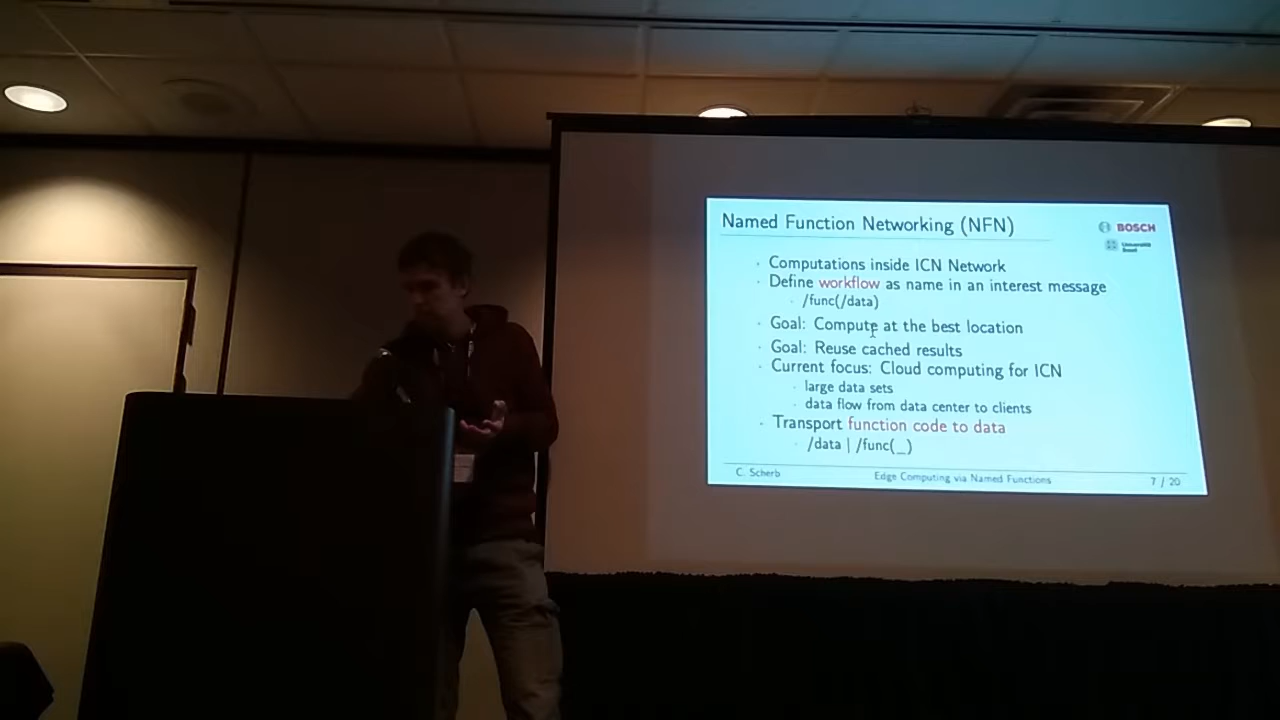 Named Function Networking (NFN)
BOSCH
Universität
Basel
Computations inside ICN Network
Define workflow as name in an interest message
/func(/data)
Goal: Compute at the best location
Goal: Reuse cached results
Current focus: Cloud computing for ICN
large data sets
data flow from data center to clients
Transport function code to data
/data | /func(_)
C. Scherb
Edge Computing via Named Functions
7 / 20